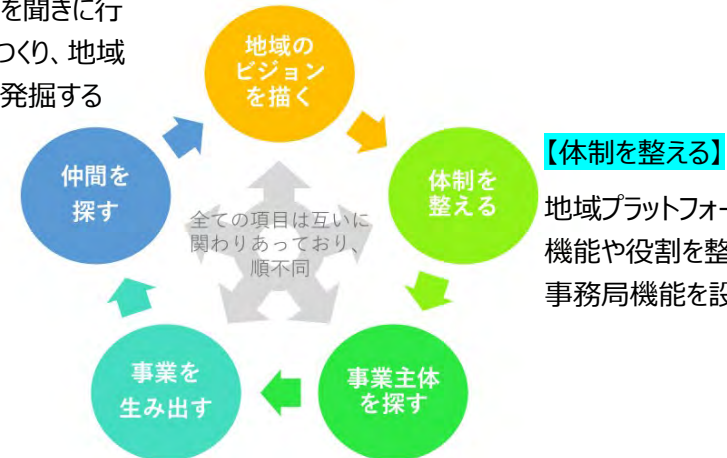 を聞きに行
つくり、地域
発掘する
地域の
ビジョン
を描く
仲間を
探す
体制を
整える
全ての項目は互いに
関わりあっており、
順不同
【体制を整える】
地域プラットフォー
機能や役割を整
事務局機能を設
事業を
生み出す
事業主体
を探す